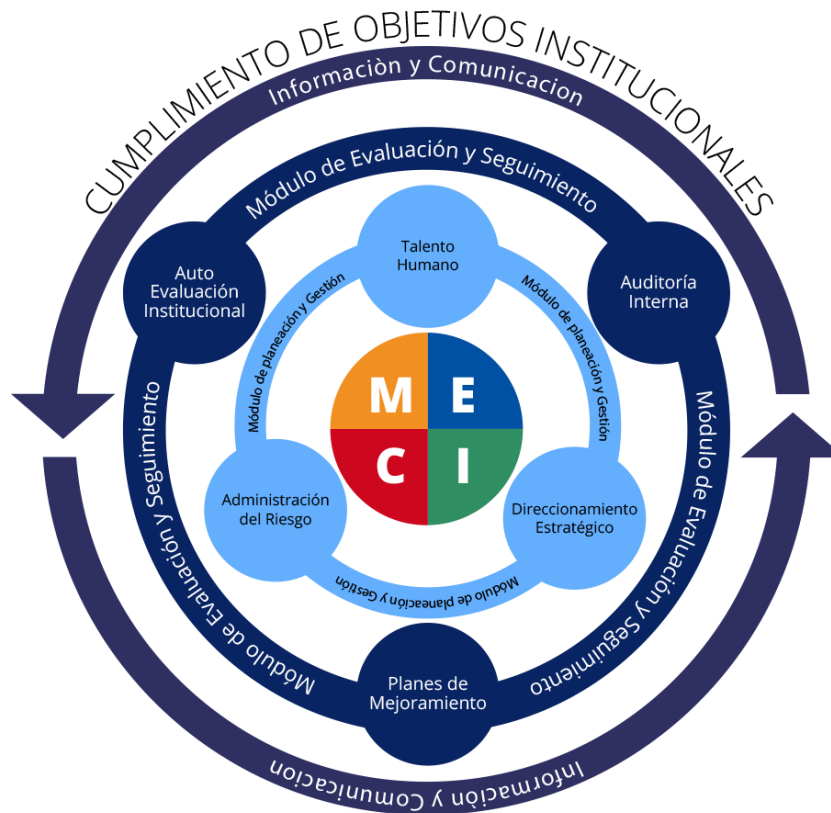 CUMPLIMIENTO DE OBJETIVOS INSTITUCIONALES
Informaciòn y Comunicacion
Módulo de Evaluación y Seguimiento
Auto
Evaluación
Institucional
Talento
Humano
Auditoría
Interna
Módulo de planeación y Gestión
Módulo de planeación y Gestión
M E
C I
Módulo de Evaluación y Seguimiento
Módulo de Evaluación y Seguimiento
Administración
del Riesgo
Direccionamiento
Estratégico
Módulo de planeación y Gestión
Planes de
Mejoramiento
Informaciòn y Comunicacion